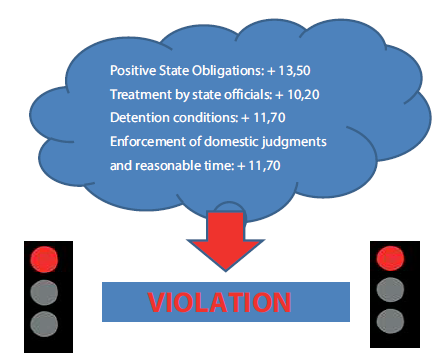 Positive State Obligations: + 13,50
Treatment by state officials: + 10,20
Detention conditions: + 11,70
Enforcement of domestic judgments
and reasonable time: + 11,70
VIOLATION